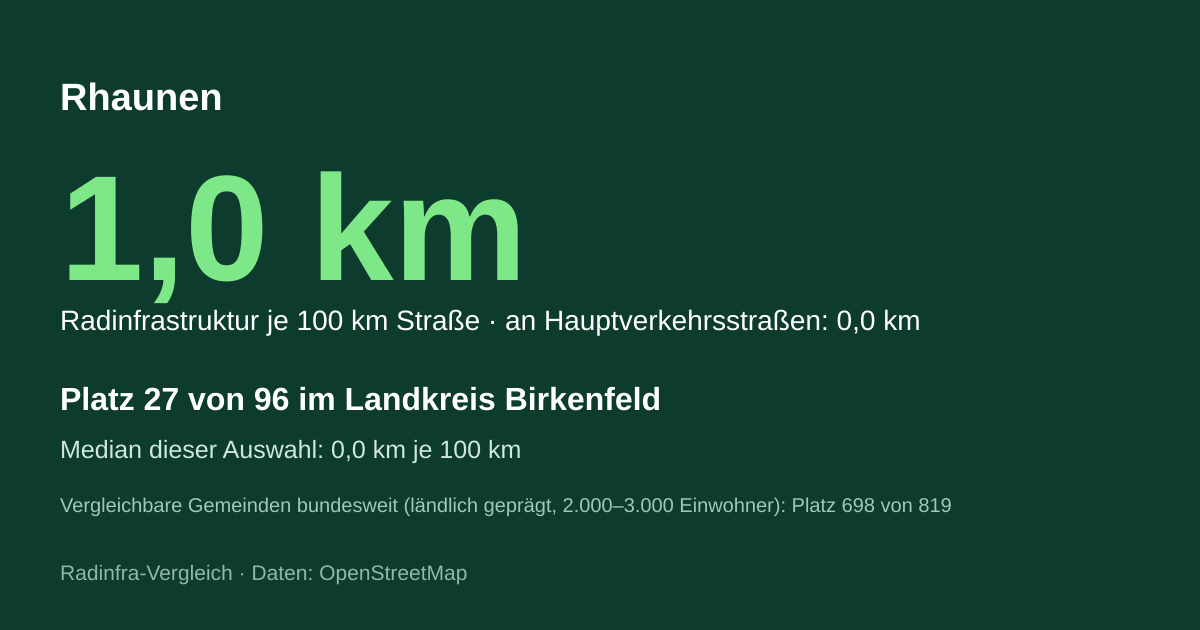 Rhaunen
1,0 km
Radinfrastruktur je 100 km Straße · an Hauptverkehrsstraßen: 0,0 km
Platz 27 von 96 im Landkreis Birkenfeld
Median dieser Auswahl: 0,0 km je 100 km
Vergleichbare Gemeinden bundesweit (ländlich geprägt, 2.000–3.000 Einwohner): Platz 698 von 819
Radinfra-Vergleich · Daten: OpenStreetMap